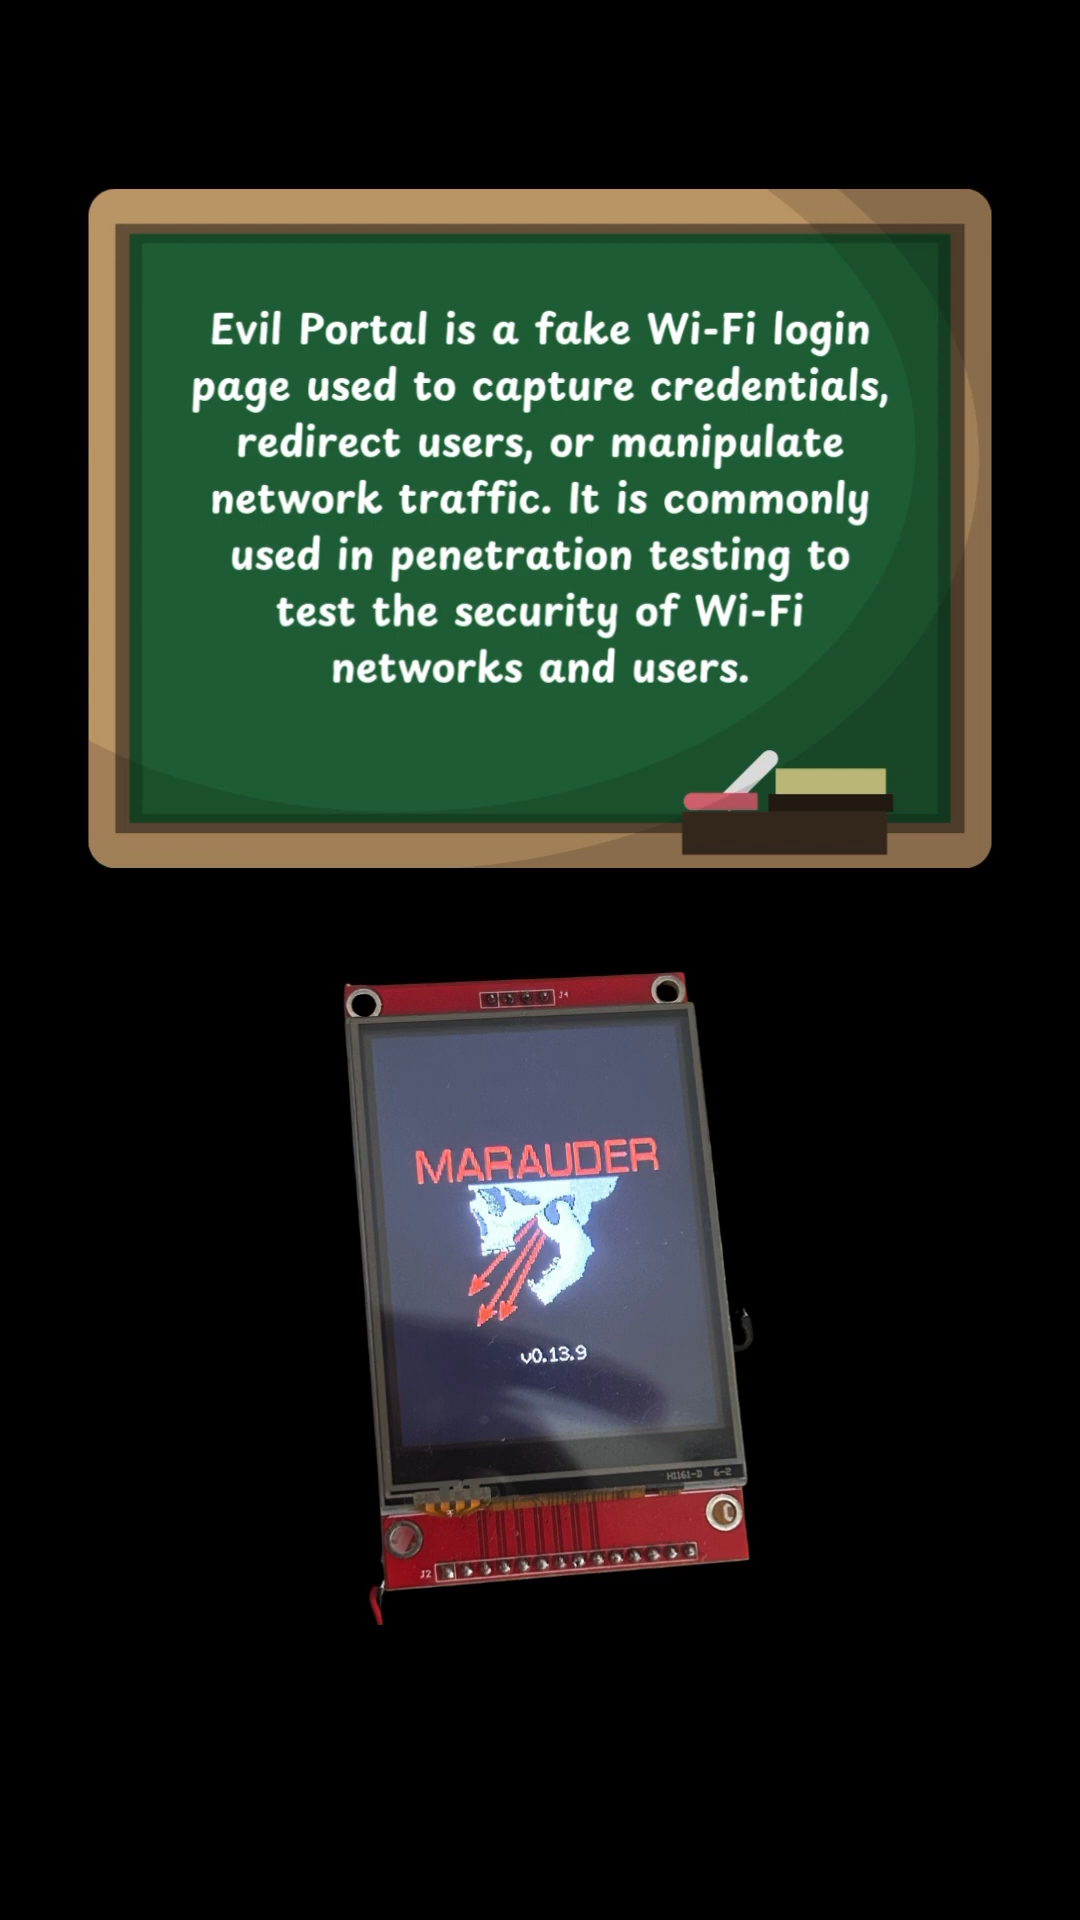 Evil Portal is a fake Wi-Fi login
page used to capture credentials,
redirect users, or manipulate
network traffic. It is commonly
used in penetration testing to
test the security of Wi-Fi
networks and users.
J4
MARAUDER
v0.13.9
H1161-D 6-2
J2